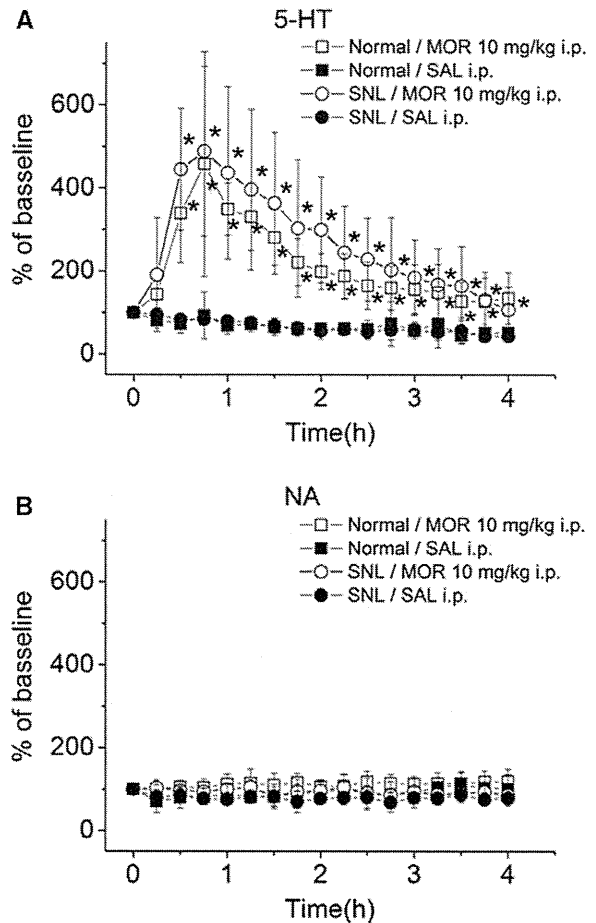 A
5-HT
Normal / MOR 10 mg/kg i.p.
Normal / SAL i.p.
SNL / MOR 10 mg/kg i.p.
SNL / SAL i.p.
% of basseline
600
400
200
0
0 1 2 3 4
Time(h)
B
NA
Normal / MOR 10 mg/kg i.p.
Normal / SAL i.p.
SNL / MOR 10 mg/kg i.p.
SNL / SAL i.p.
% of basseline
600
400
200
0
0 1 2 3 4
Time(h)